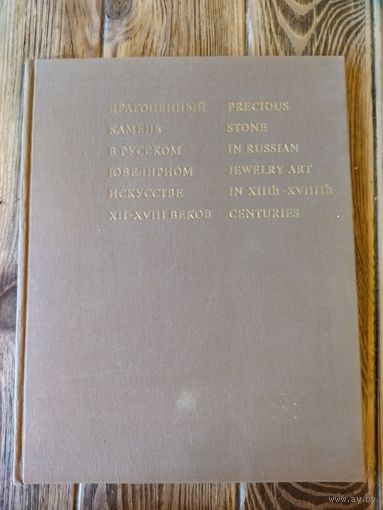 ДРАГОЦЕННЫЙ
КАМЕНЬ
В РУССКОМ
ЮВЕЛИРНОМ
ИСКУССТВЕ
XII-XVIII ВЕКОВ
PRECIOUS
STONE
IN RUSSIAN
JEWELRY ART
IN XIIth-XVIIIth
CENTURIES
www.ay.by